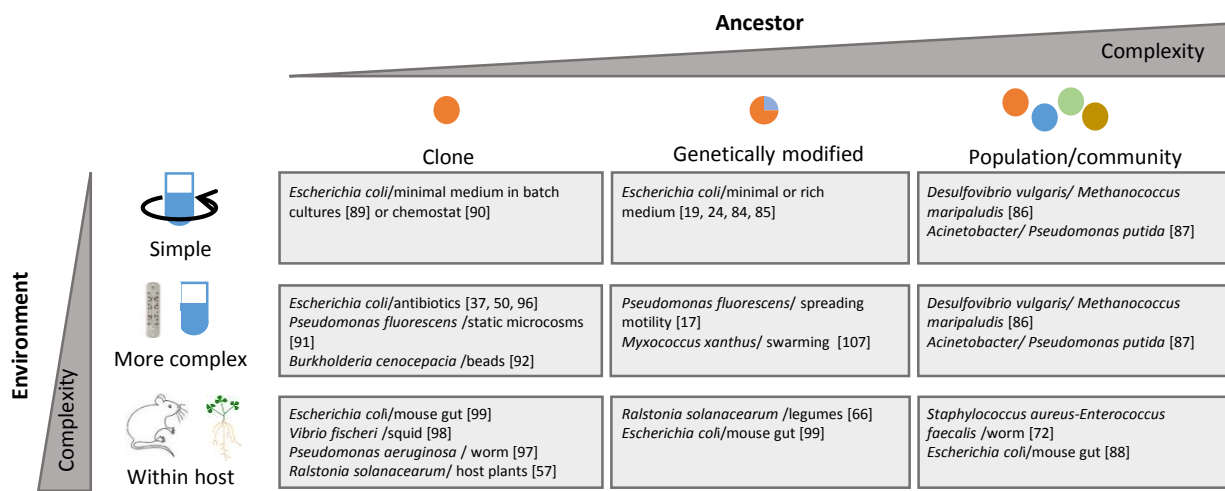 Ancestor
Complexity
Clone
Genetically modified
Population/community
Environment
Complexity
Simple
Escherichia coli/minimal medium in batch
cultures [89] or chemostat [90]
Escherichia coli/minimal or rich
medium [19, 24, 84, 85]
Desulfovibrio vulgaris/ Methanococcus
maripaludis [86]
Acinetobacter/ Pseudomonas putida [87]
More complex
Escherichia coli/antibiotics [37, 50, 96]
Pseudomonas fluorescens /static microcosms
[91]
Burkholderia cenocepacia /beads [92]
Pseudomonas fluorescens/ spreading
motility [17]
Myxococcus xanthus/ swarming [107]
Desulfovibrio vulgaris/ Methanococcus
maripaludis [86]
Acinetobacter/ Pseudomonas putida [87]
Within host
Escherichia coli/mouse gut [99]
Vibrio fischeri /squid [98]
Pseudomonas aeruginosa / worm [97]
Ralstonia solanacearum/ host plants [57]
Ralstonia solanacearum /legumes [66]
Escherichia coli/mouse gut [99]
Staphylococcus aureus-Enterococcus
faecalis /worm [72]
Escherichia coli/mouse gut [88]